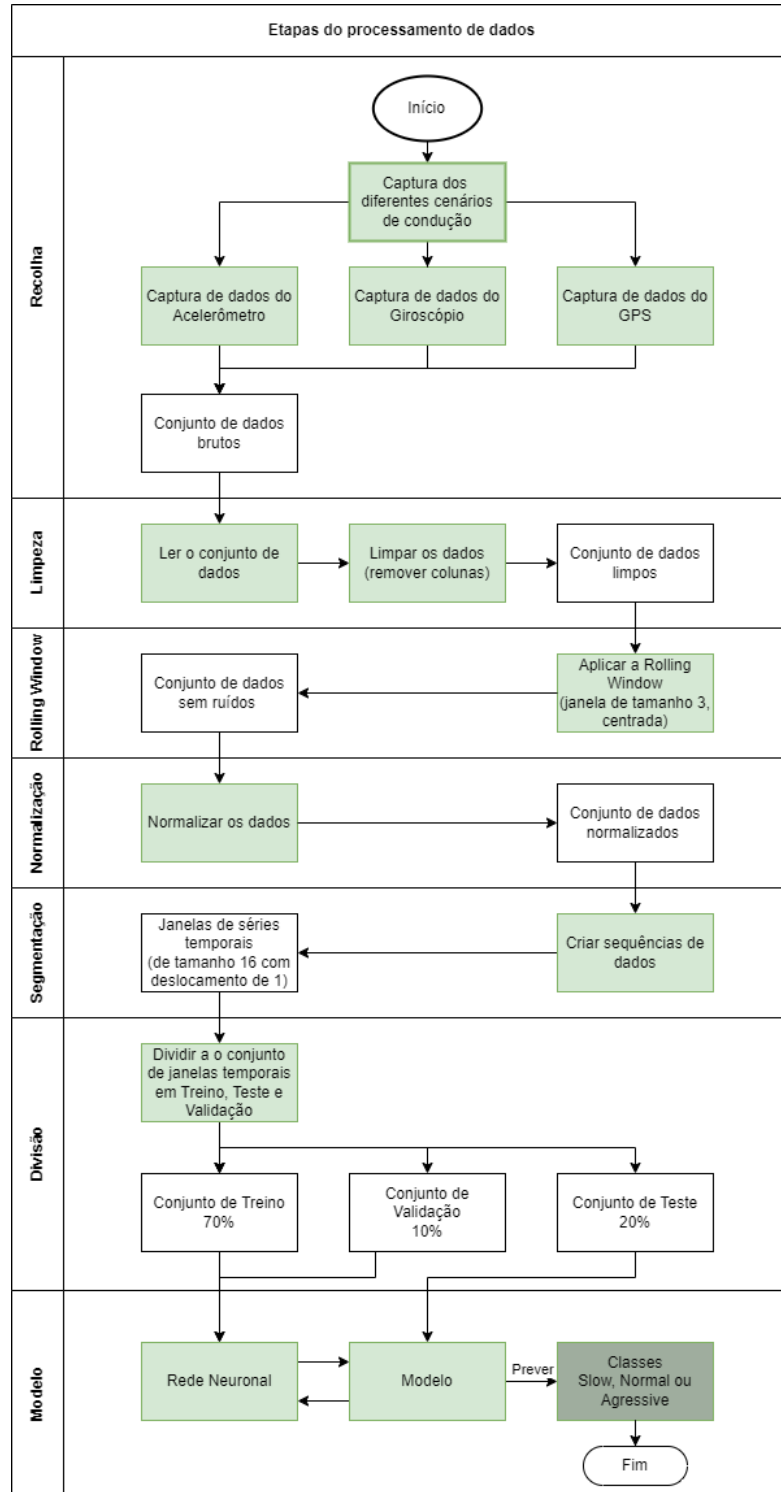 Etapas do processamento de dados
Recolha
Início
Captura dos
diferentes cenários
de condução
Captura de dados do
Acelerômetro
Captura de dados do
Giroscópio
Captura de dados do
GPS
Conjunto de dados
brutos
Limpeza
Ler o conjunto de
dados
Limpar os dados
(remover colunas)
Conjunto de dados
limpos
Rolling Window
Conjunto de dados
sem ruídos
Aplicar a Rolling
Window
(janela de tamanho 3,
centrada)
Normalização
Normalizar os dados
Conjunto de dados
normalizados
Segmentação
Janelas de séries
temporais
(de tamanho 16 com
deslocamento de 1)
Criar sequências de
dados
Divisão
Dividir a o conjunto
de janelas temporais
em Treino, Teste e
Validação
Conjunto de Treino
70%
Conjunto de
Validação
10%
Conjunto de Teste
20%
Modelo
Rede Neuronal
Modelo
Prever
Classes
Slow, Normal ou
Agressive
Fim